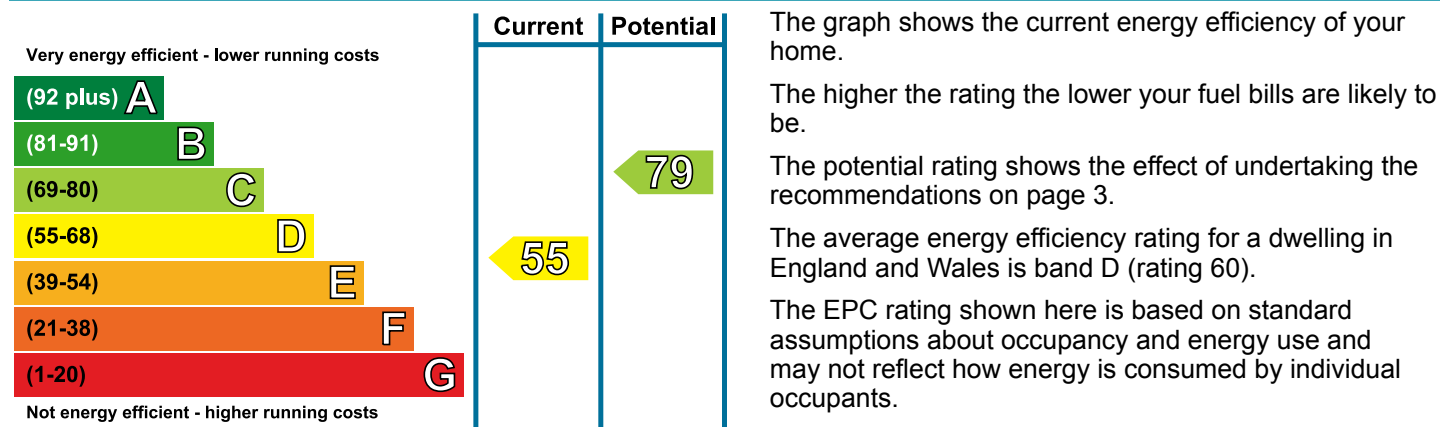 Current Potential
Very energy efficient - lower running costs
(92 plus) A
(81-91) B
(69-80) C
(55-68) D
(39-54) E
(21-38) F
(1-20) G
Not energy efficient - higher running costs
55
79
The graph shows the current energy efficiency of your
home.
The higher the rating the lower your fuel bills are likely to
be.
The potential rating shows the effect of undertaking the
recommendations on page 3.
The average energy efficiency rating for a dwelling in
England and Wales is band D (rating 60).
The EPC rating shown here is based on standard
assumptions about occupancy and energy use and
may not reflect how energy is consumed by individual
occupants.